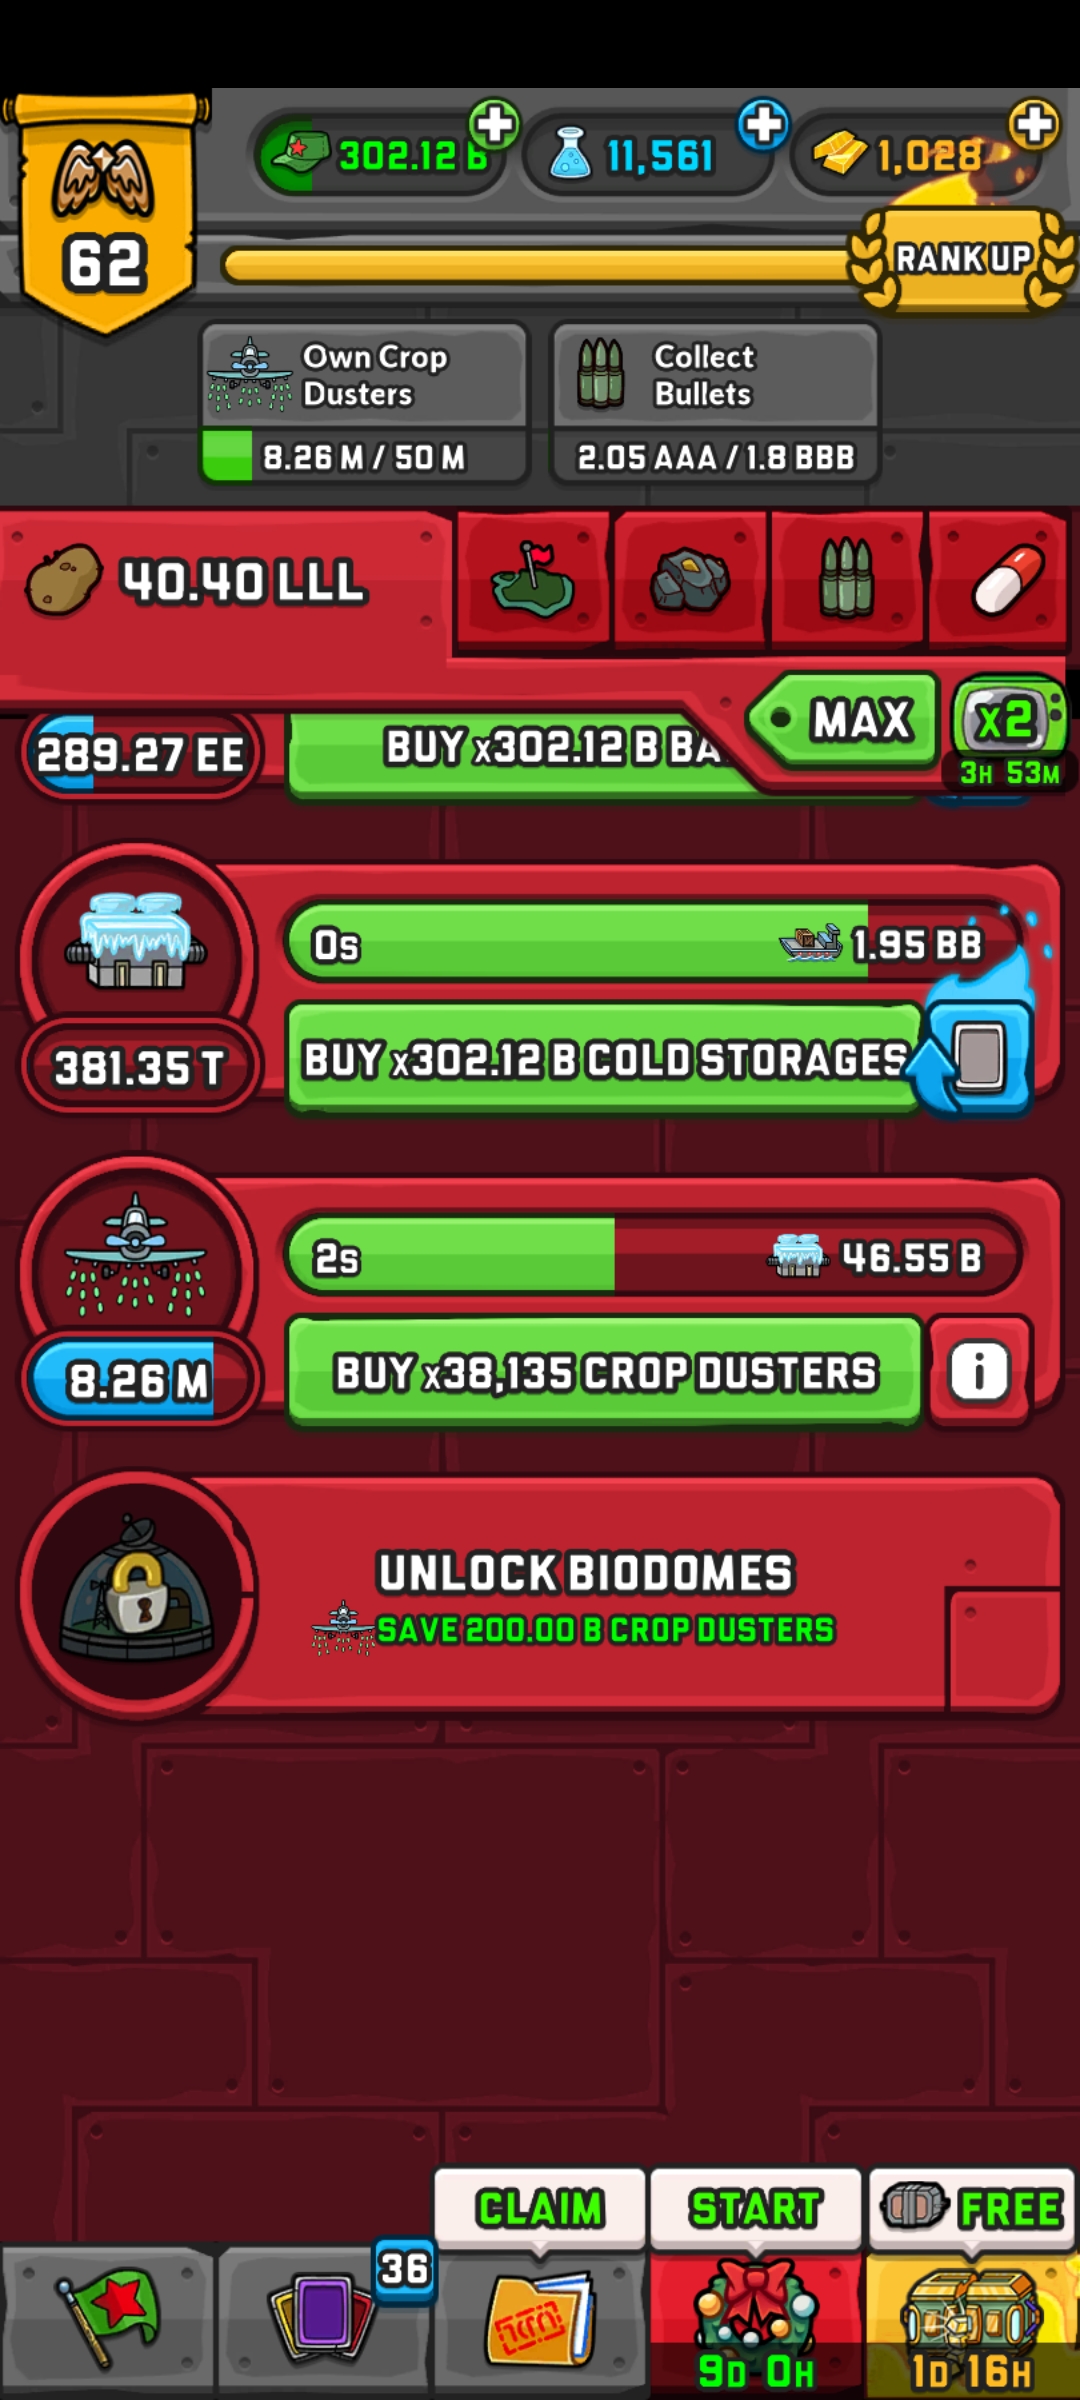 302.12 B
11,561
1,028
62
RANK UP
Own Crop
Dusters
8.26 M / 50 M
Collect
Bullets
2.05 AAA / 1.8 BBB
40.40 LLL
MAX
x2
3H 53M
289.27 EE
BUY x302.12 B BA
0s
1.95 BB
381.35 T
BUY x302.12 B COLD STORAGES
2s
46.55 B
8.26 M
BUY x38,135 CROP DUSTERS
i
UNLOCK BIODOMES
SAVE 200.00 B CROP DUSTERS
CLAIM
START
FREE
36
9D 0H
1D 16H